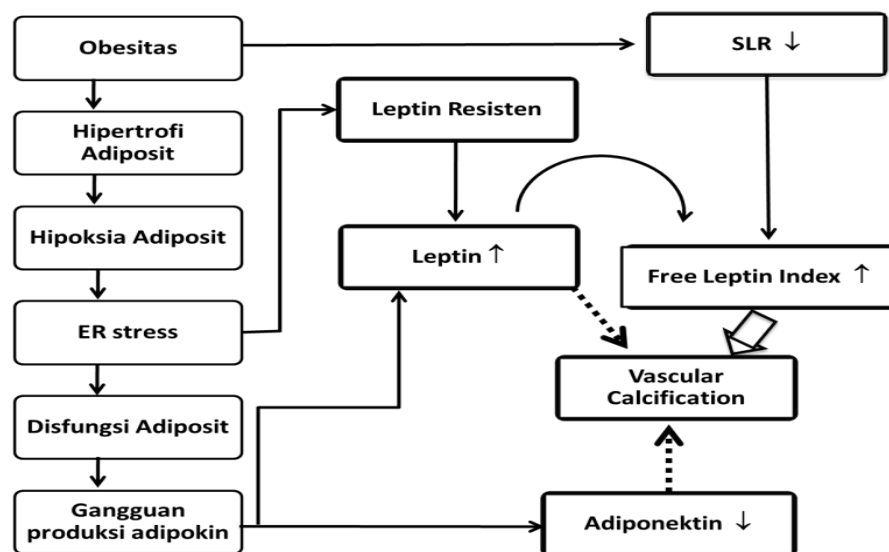 Obesitas
SLR ↓
Leptin Resisten
Hipertrofi
Adiposit
Hipoksia Adiposit
Leptin ↑
Free Leptin Index ↑
ER stress
Vascular
Calcification
Disfungsi Adiposit
Gangguan
produksi adipokin
Adiponektin ↓